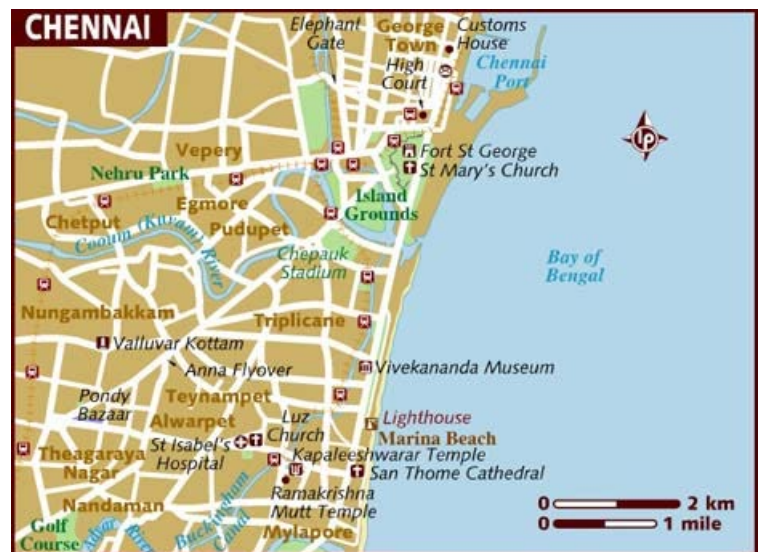 CHENNAI
Elephant
Gate
George
Town
Customs
House
High
Court
Chennai
Port
Vepery
Nehru Park
Fort St George
St Mary's Church
Egmore
Island
Grounds
Chetput
Pudupet
Cooum (Kuvam) River
Chepauk
Stadium
Bay of
Bengal
Nungambakkam
Triplicane
Valluvar Kottam
Anna Flyover
Vivekananda Museum
Pondy
Bazaar
Teynampet
Alwarpet
Luz
Church
Lighthouse
Marina Beach
St Isabel's
Hospital
Theagaraya
Nagar
Kapaleeshwarar Temple
San Thome Cathedral
Ramakrishna
Mutt Temple
Nandaman
Golf
Course
Adyar River
Buckingham
Canal
Mylapore
0 2 km
0 1 mile
lp